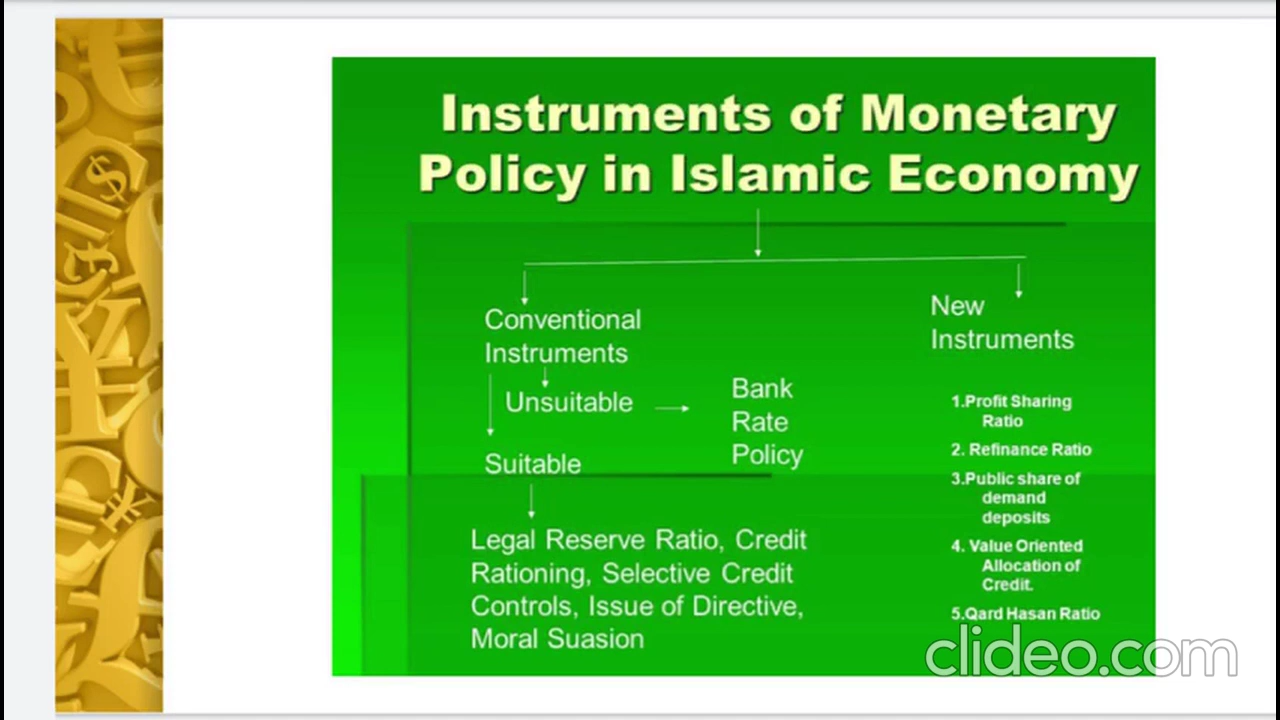 Instruments of Monetary
Policy in Islamic Economy
Conventional
Instruments
Unsuitable
Bank
Rate
Policy
Suitable
Legal Reserve Ratio, Credit
Rationing, Selective Credit
Controls, Issue of Directive,
Moral Suasion
New
Instruments
1.Profit Sharing
Ratio
2. Refinance Ratio
3.Public share of
demand
deposits
4. Value Oriented
Allocation of
Credit.
5.Qard Hasan Ratio
clideo.com